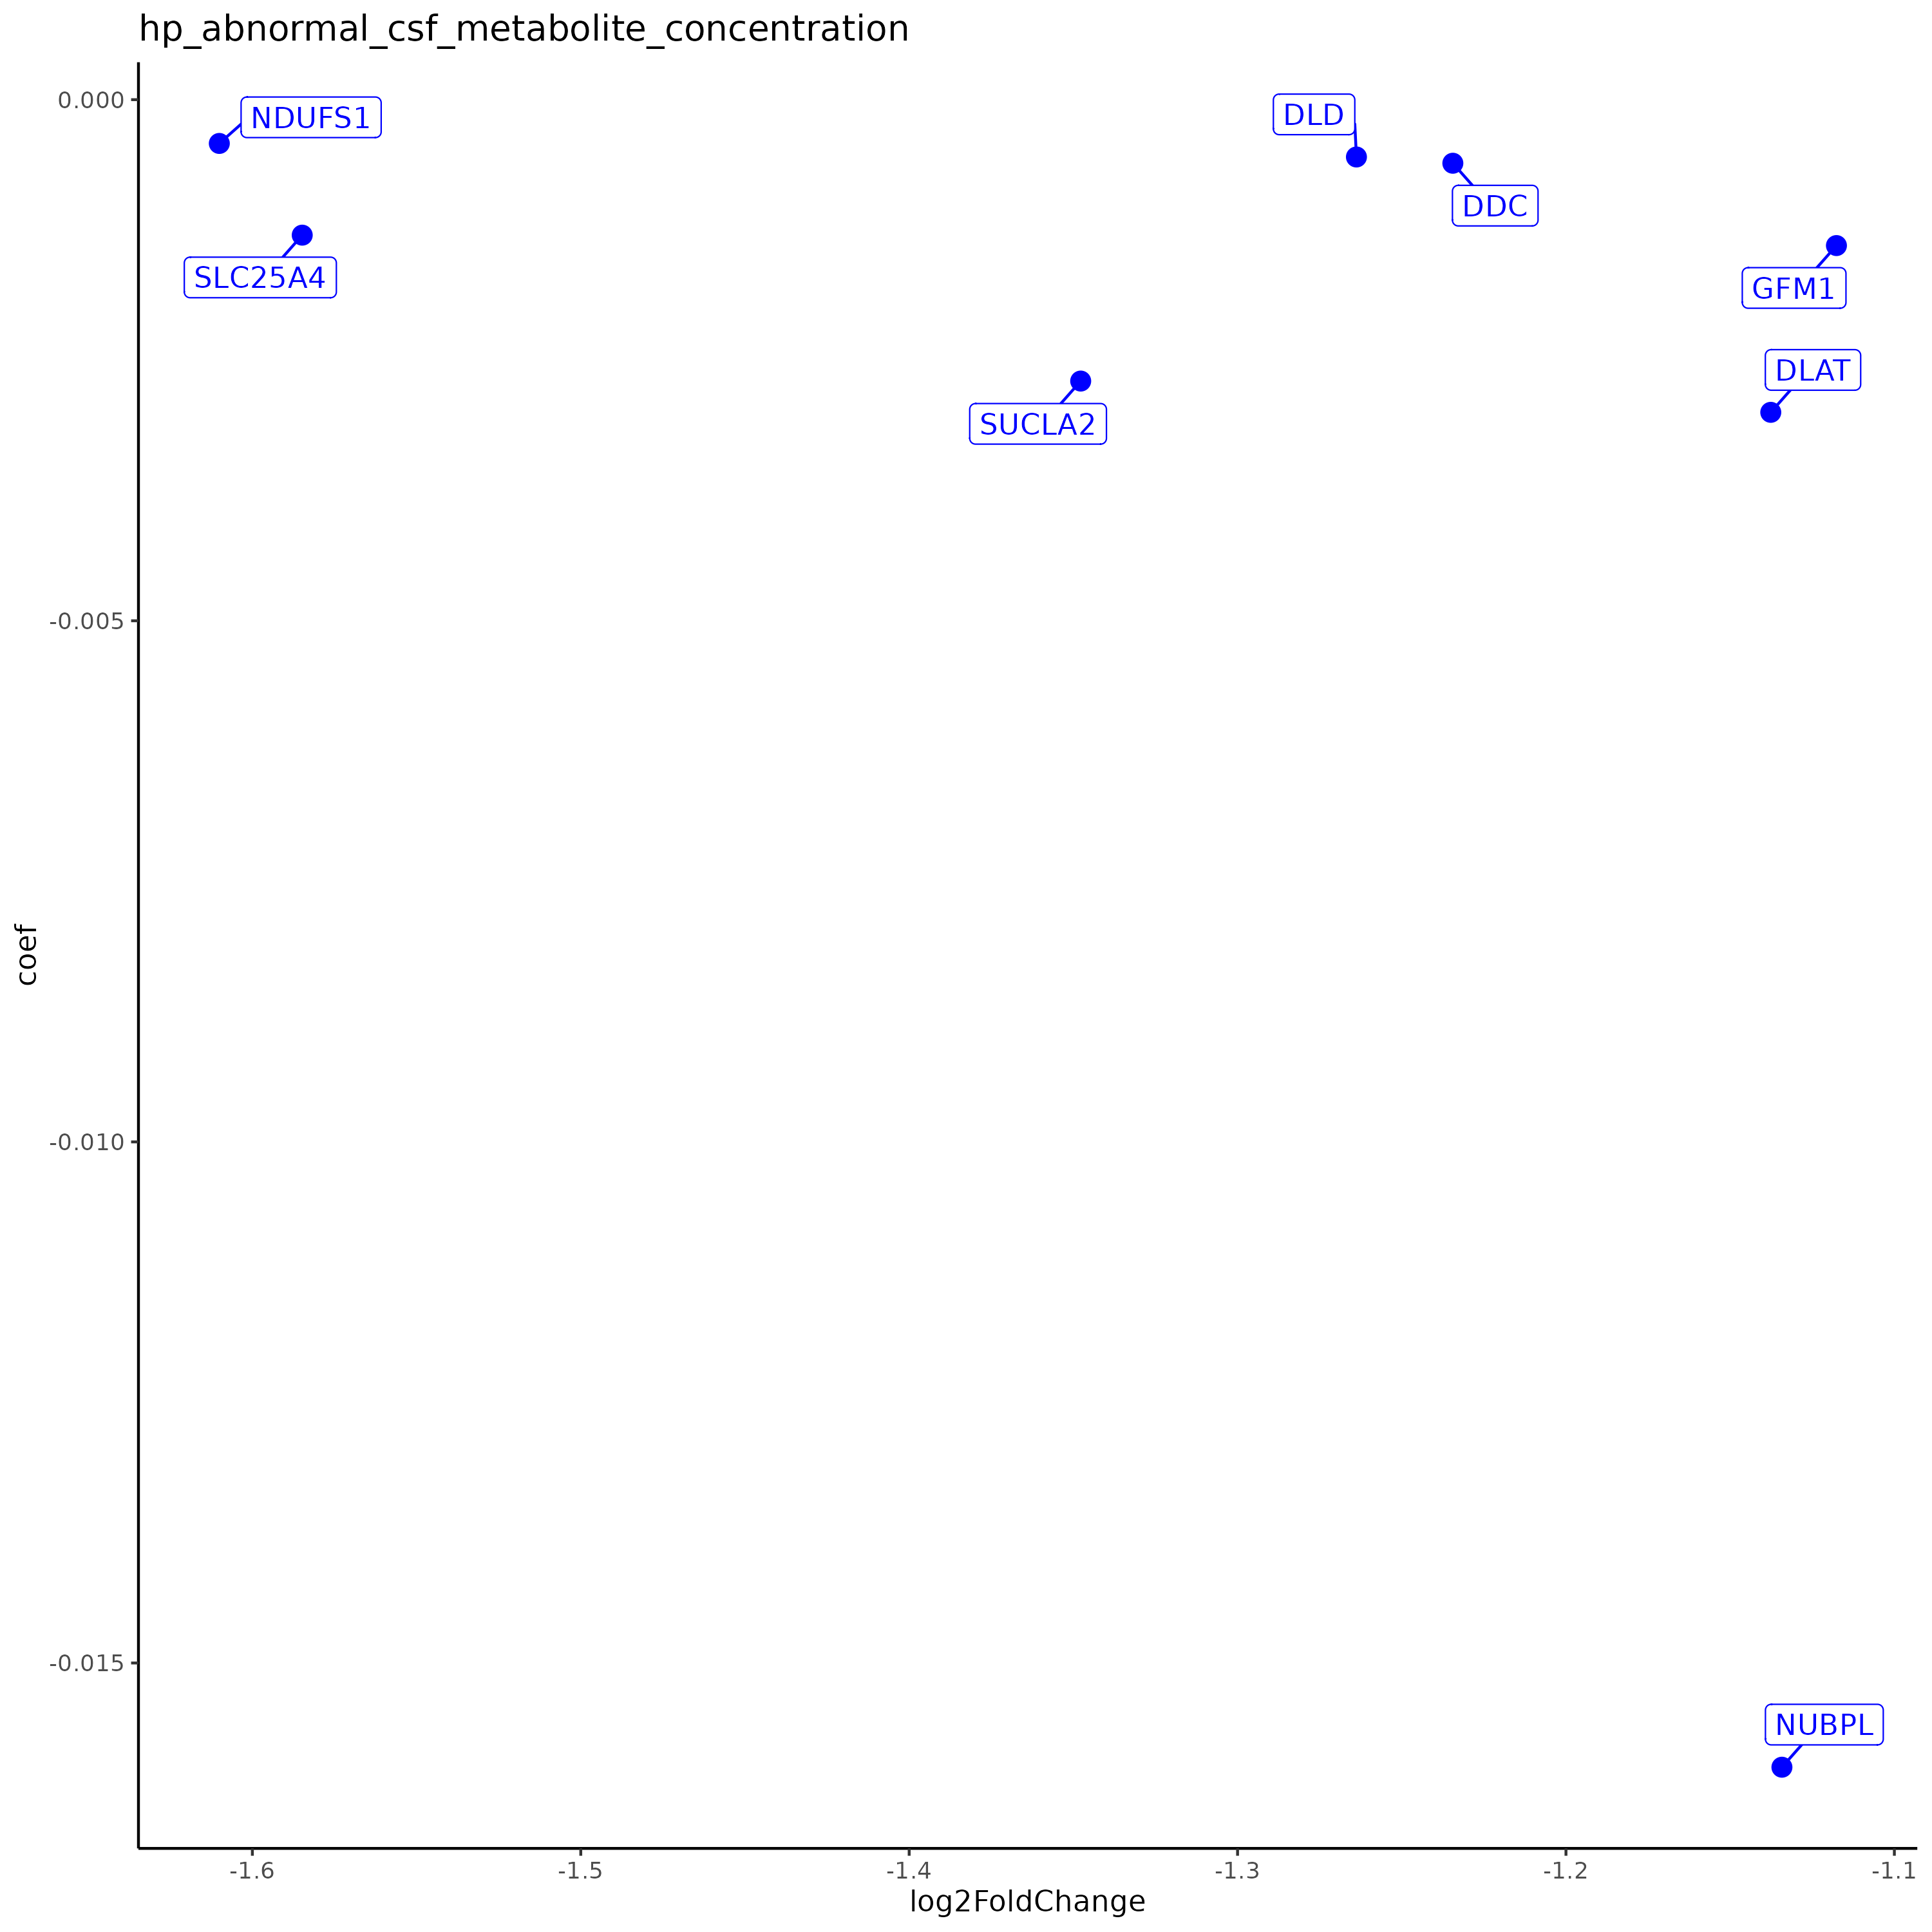 hp_abnormal_csf_metabolite_concentration
0.000
-0.005
-0.010
-0.015
coef
NDUFS1
DLD
DDC
SLC25A4
GFM1
DLAT
SUCLA2
NUBPL
-1.6
-1.5
-1.4
-1.3
-1.2
-1.1
log2FoldChange